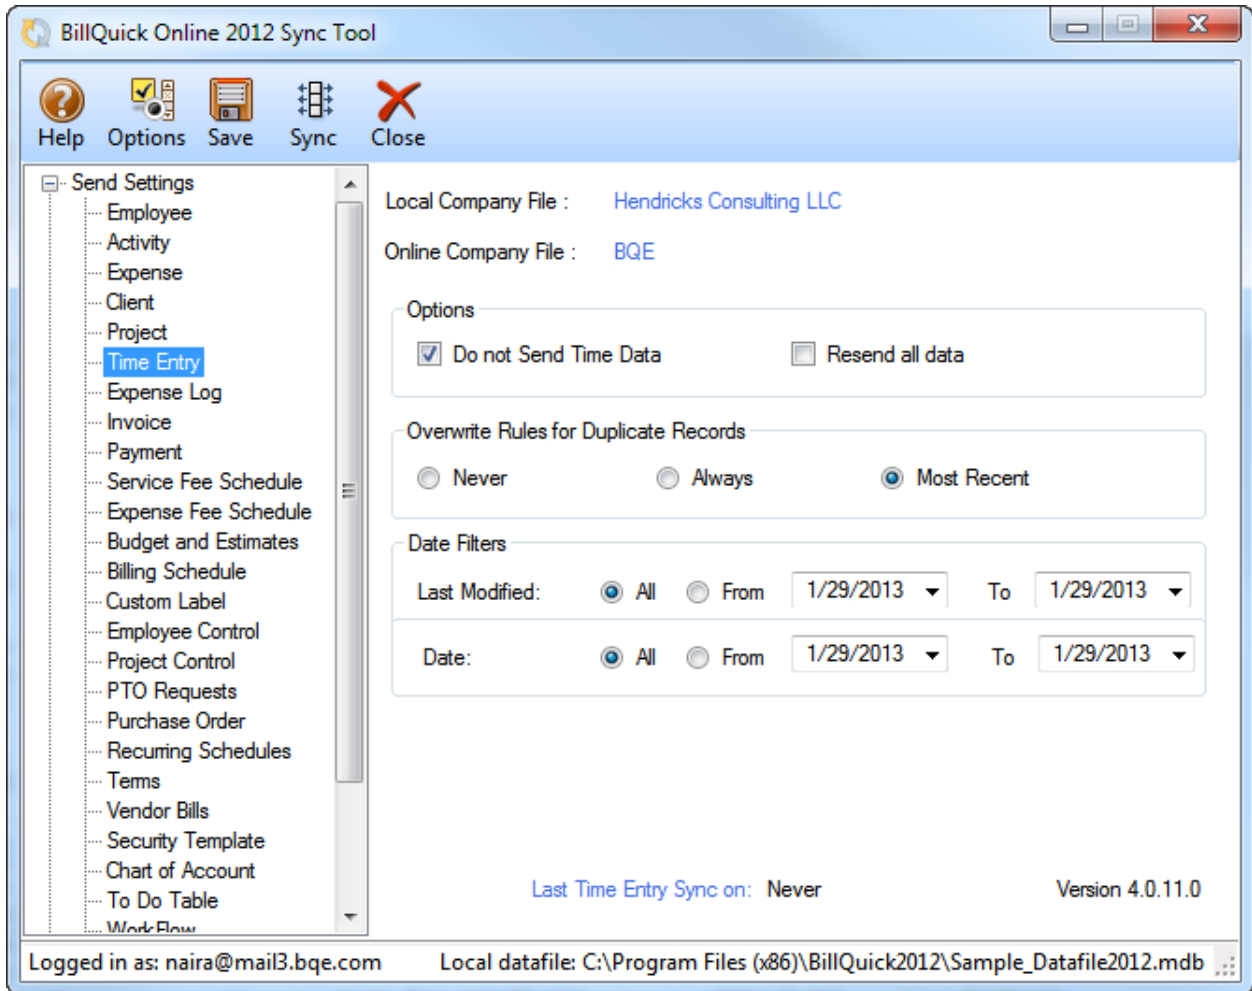 BillQuick Online 2012 Sync Tool
Help Options Save Sync Close
Send Settings
Employee
Activity
Expense
Client
Project
Time Entry
Expense Log
Invoice
Payment
Service Fee Schedule
Expense Fee Schedule
Budget and Estimates
Billing Schedule
Custom Label
Employee Control
Project Control
PTO Requests
Purchase Order
Recurring Schedules
Terms
Vendor Bills
Security Template
Chart of Account
To Do Table
WorkFlow
Local Company File : Hendricks Consulting LLC
Online Company File : BQE
Options
Do not Send Time Data Resend all data
Overwrite Rules for Duplicate Records
Never Always Most Recent
Date Filters
Last Modified: All From 1/29/2013 To 1/29/2013
Date: All From 1/29/2013 To 1/29/2013
Last Time Entry Sync on: Never Version 4.0.11.0
Logged in as: naira@mail3.bqe.com Local datafile: C:\Program Files (x86)\BillQuick2012\Sample_Datafile2012.mdb